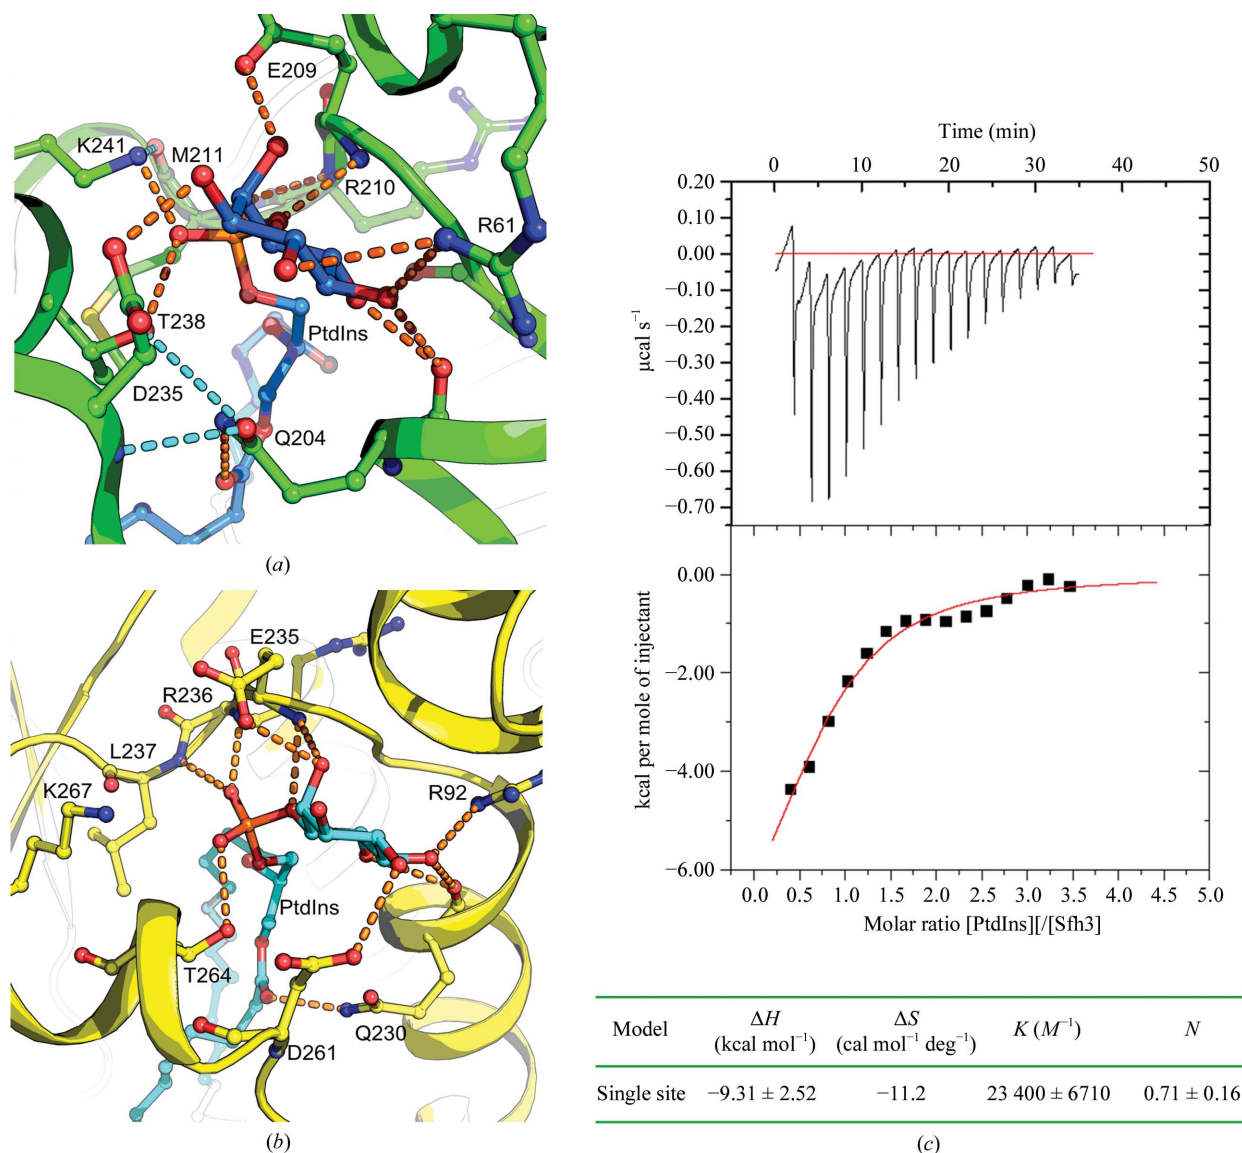 E209
K241
M211
R210
R61
T238
PtdIns
D235
Q204
(a)
E235
R236
L237
K267
R92
PtdIns
T264
Q230
D261
(b)
Time (min)
0 10 20 30 40 50
0.20
0.10
0.00
−0.10
−0.20
−0.30
−0.40
−0.50
−0.60
−0.70
µcal s⁻¹
0.00
−2.00
−4.00
−6.00
kcal per mole of injectant
0.0 0.5 1.0 1.5 2.0 2.5 3.0 3.5 4.0 4.5 5.0
Molar ratio [PtdIns][/[Sfh3]
Model ΔH (kcal mol⁻¹) ΔS (cal mol⁻¹ deg⁻¹) K (M⁻¹) N
Single site −9.31 ± 2.52 −11.2 23 400 ± 6710 0.71 ± 0.16
(c)